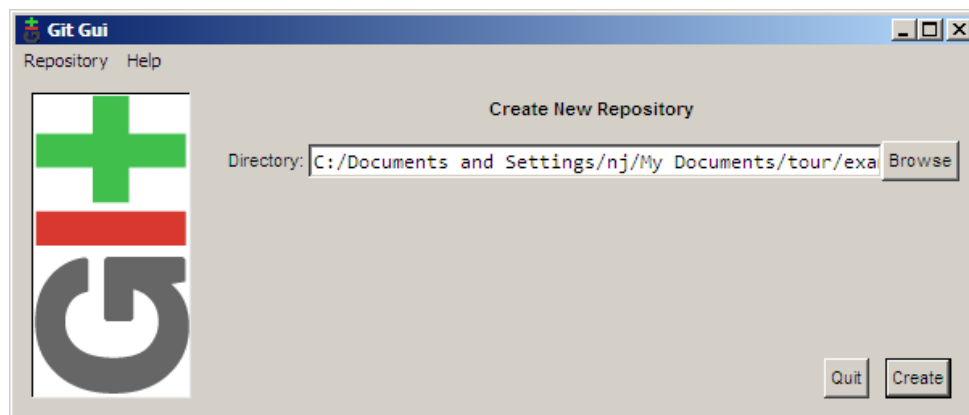 Git Gui
Repository Help
Create New Repository
Directory: C:/Documents and Settings/nj/My Documents/tour/exa Browse
GIT
Quit Create